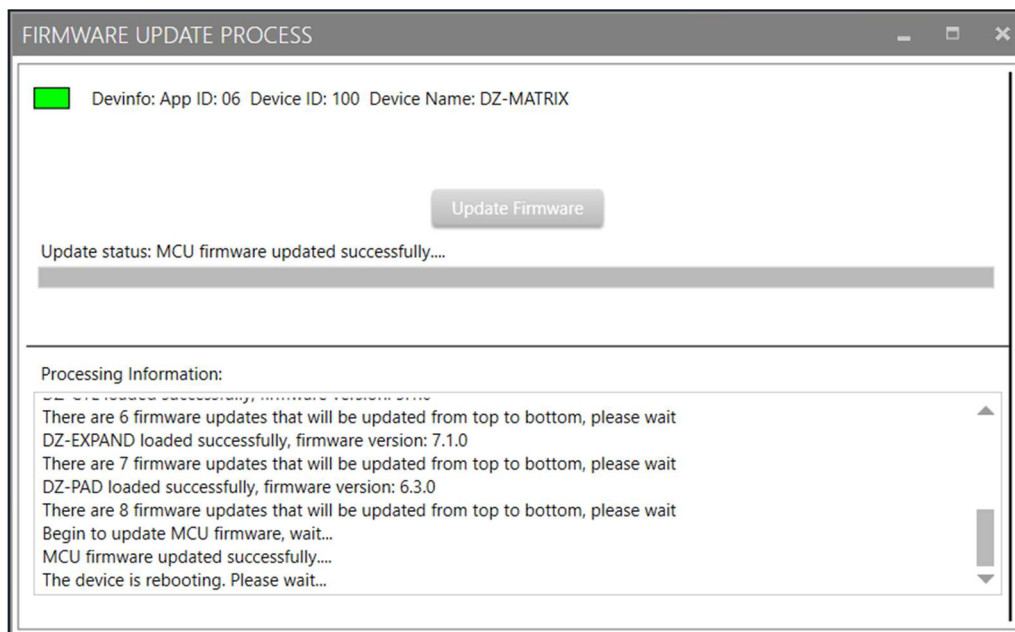 FIRMWARE UPDATE PROCESS
Devinfo: App ID: 06 Device ID: 100 Device Name: DZ-MATRIX
Update Firmware
Update status: MCU firmware updated successfully....
Processing Information:
loaded successfully, firmware version:
There are 6 firmware updates that will be updated from top to bottom, please wait
DZ-EXPAND loaded successfully, firmware version: 7.1.0
There are 7 firmware updates that will be updated from top to bottom, please wait
DZ-PAD loaded successfully, firmware version: 6.3.0
There are 8 firmware updates that will be updated from top to bottom, please wait
Begin to update MCU firmware, wait...
MCU firmware updated successfully....
The device is rebooting. Please wait...